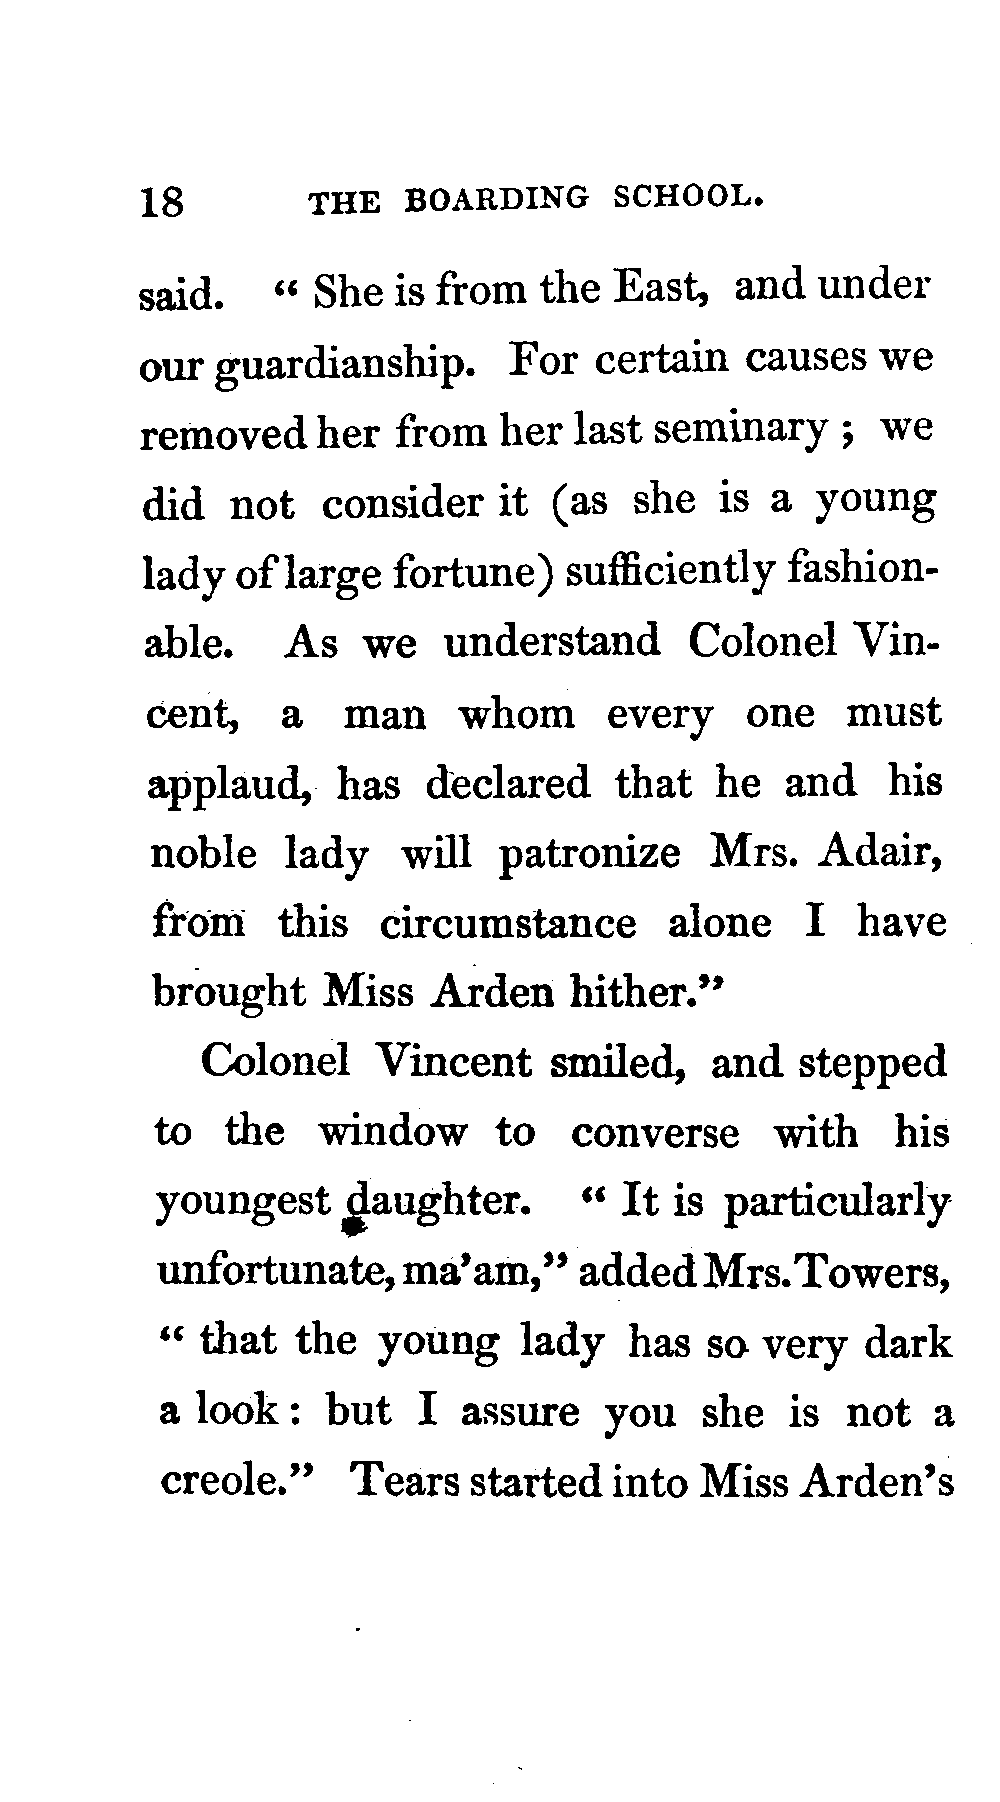 18 THE BOARDING SCHOOL.
said. “ She is from the East, and under
our guardianship. For certain causes we
removed her from her last seminary ; we
did not consider it (as she is a young
lady of large fortune) sufficiently fashion-
able. As we understand Colonel Vin-
cent, a man whom every one must
applaud, has declared that he and his
noble lady will patronize Mrs. Adair,
from this circumstance alone I have
brought Miss Arden hither.”
Colonel Vincent smiled, and stepped
to the window to converse with his
youngest daughter. “ It is particularly
unfortunate, ma’am,” added Mrs. Towers,
“ that the young lady has so very dark
a look : but I assure you she is not a
creole.” Tears started into Miss Arden’s